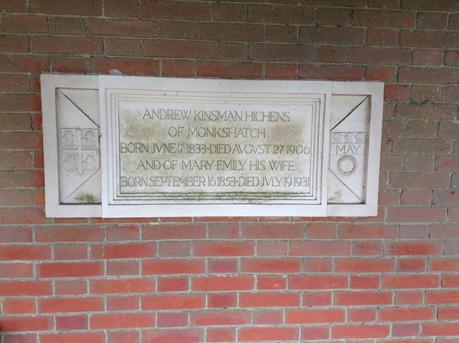 ANDREW KINSMAN HICHENS
OF MONKSHATCH
BORN JVNE 17 1833 · DIED AVGVST 27 1906
AND OF MARY EMILY HIS WIFE
BORN SEPTEMBER 16 1853 · DIED JVLY 19 1931
MAY